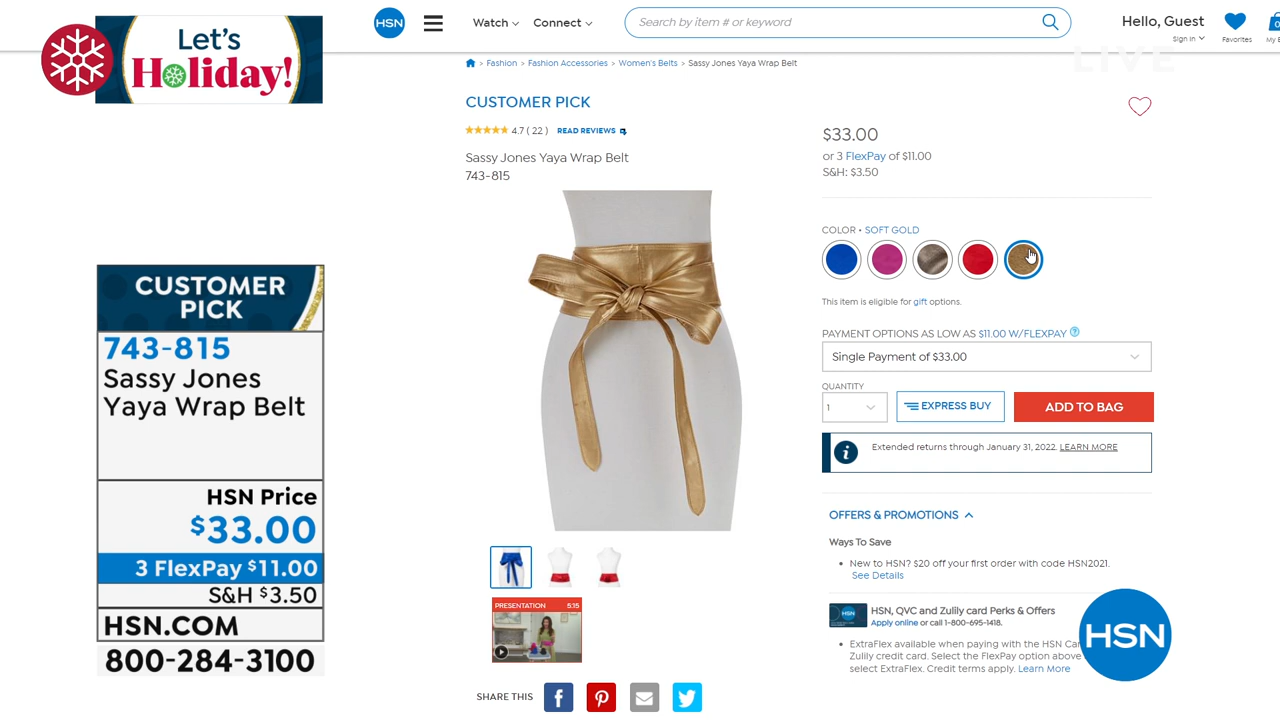 Let's
Holiday!
HSN
Watch
Connect
Search by item # or keyword
Hello, Guest
Sign In
Favorites
0
LIVE
> Fashion > Fashion Accessories > Women's Belts > Sassy Jones Yaya Wrap Belt
CUSTOMER PICK
4.7 ( 22 ) READ REVIEWS
Sassy Jones Yaya Wrap Belt
743-815
$33.00
or 3 FlexPay of $11.00
S&H: $3.50
COLOR • SOFT GOLD
This item is eligible for gift options.
PAYMENT OPTIONS AS LOW AS $11.00 W/FLEXPAY ?
Single Payment of $33.00
QUANTITY
1
EXPRESS BUY
ADD TO BAG
i Extended returns through January 31, 2022. LEARN MORE
OFFERS & PROMOTIONS
Ways To Save
• New to HSN? $20 off your first order with code HSN2021.
See Details
HSN, QVC and Zulily card Perks & Offers
Apply online or call 1-800-695-1418.
• ExtraFlex available when paying with the HSN
Zulily credit card. Select the FlexPay option above
select ExtraFlex. Credit terms apply. Learn More
HSN
PRESENTATION 5:15
SHARE THIS
CUSTOMER
PICK
743-815
Sassy Jones
Yaya Wrap Belt
HSN Price
$33.00
3 FlexPay $11.00
S&H $3.50
HSN.COM
800-284-3100